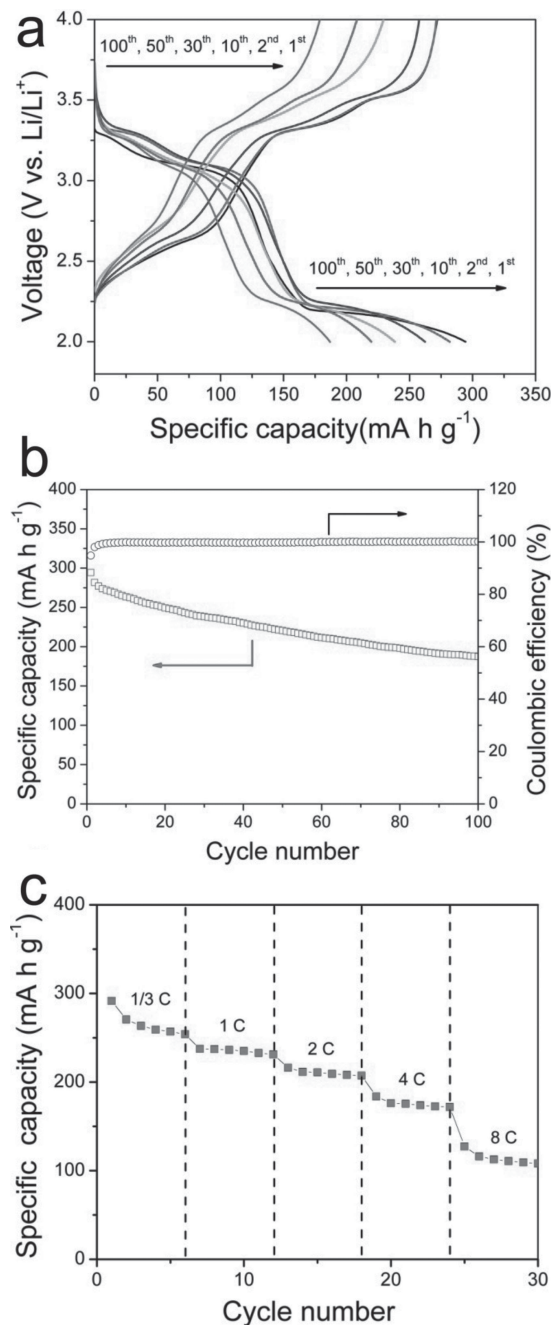 a
100th, 50th, 30th, 10th, 2nd, 1st
4.0
3.5
3.0
2.5
2.0
Voltage (V vs. Li/Li+)
100th, 50th, 30th, 10th, 2nd, 1st
0 50 100 150 200 250 300 350
Specific capacity(mA h g-1)
b
400
350
300
250
200
150
100
50
0
Specific capacity (mA h g-1)
120
100
80
60
40
20
0
Coulombic efficiency (%)
0 20 40 60 80 100
Cycle number
c
400
300
200
100
0
Specific capacity (mA h g-1)
1/3 C
1 C
2 C
4 C
8 C
0 10 20 30
Cycle number